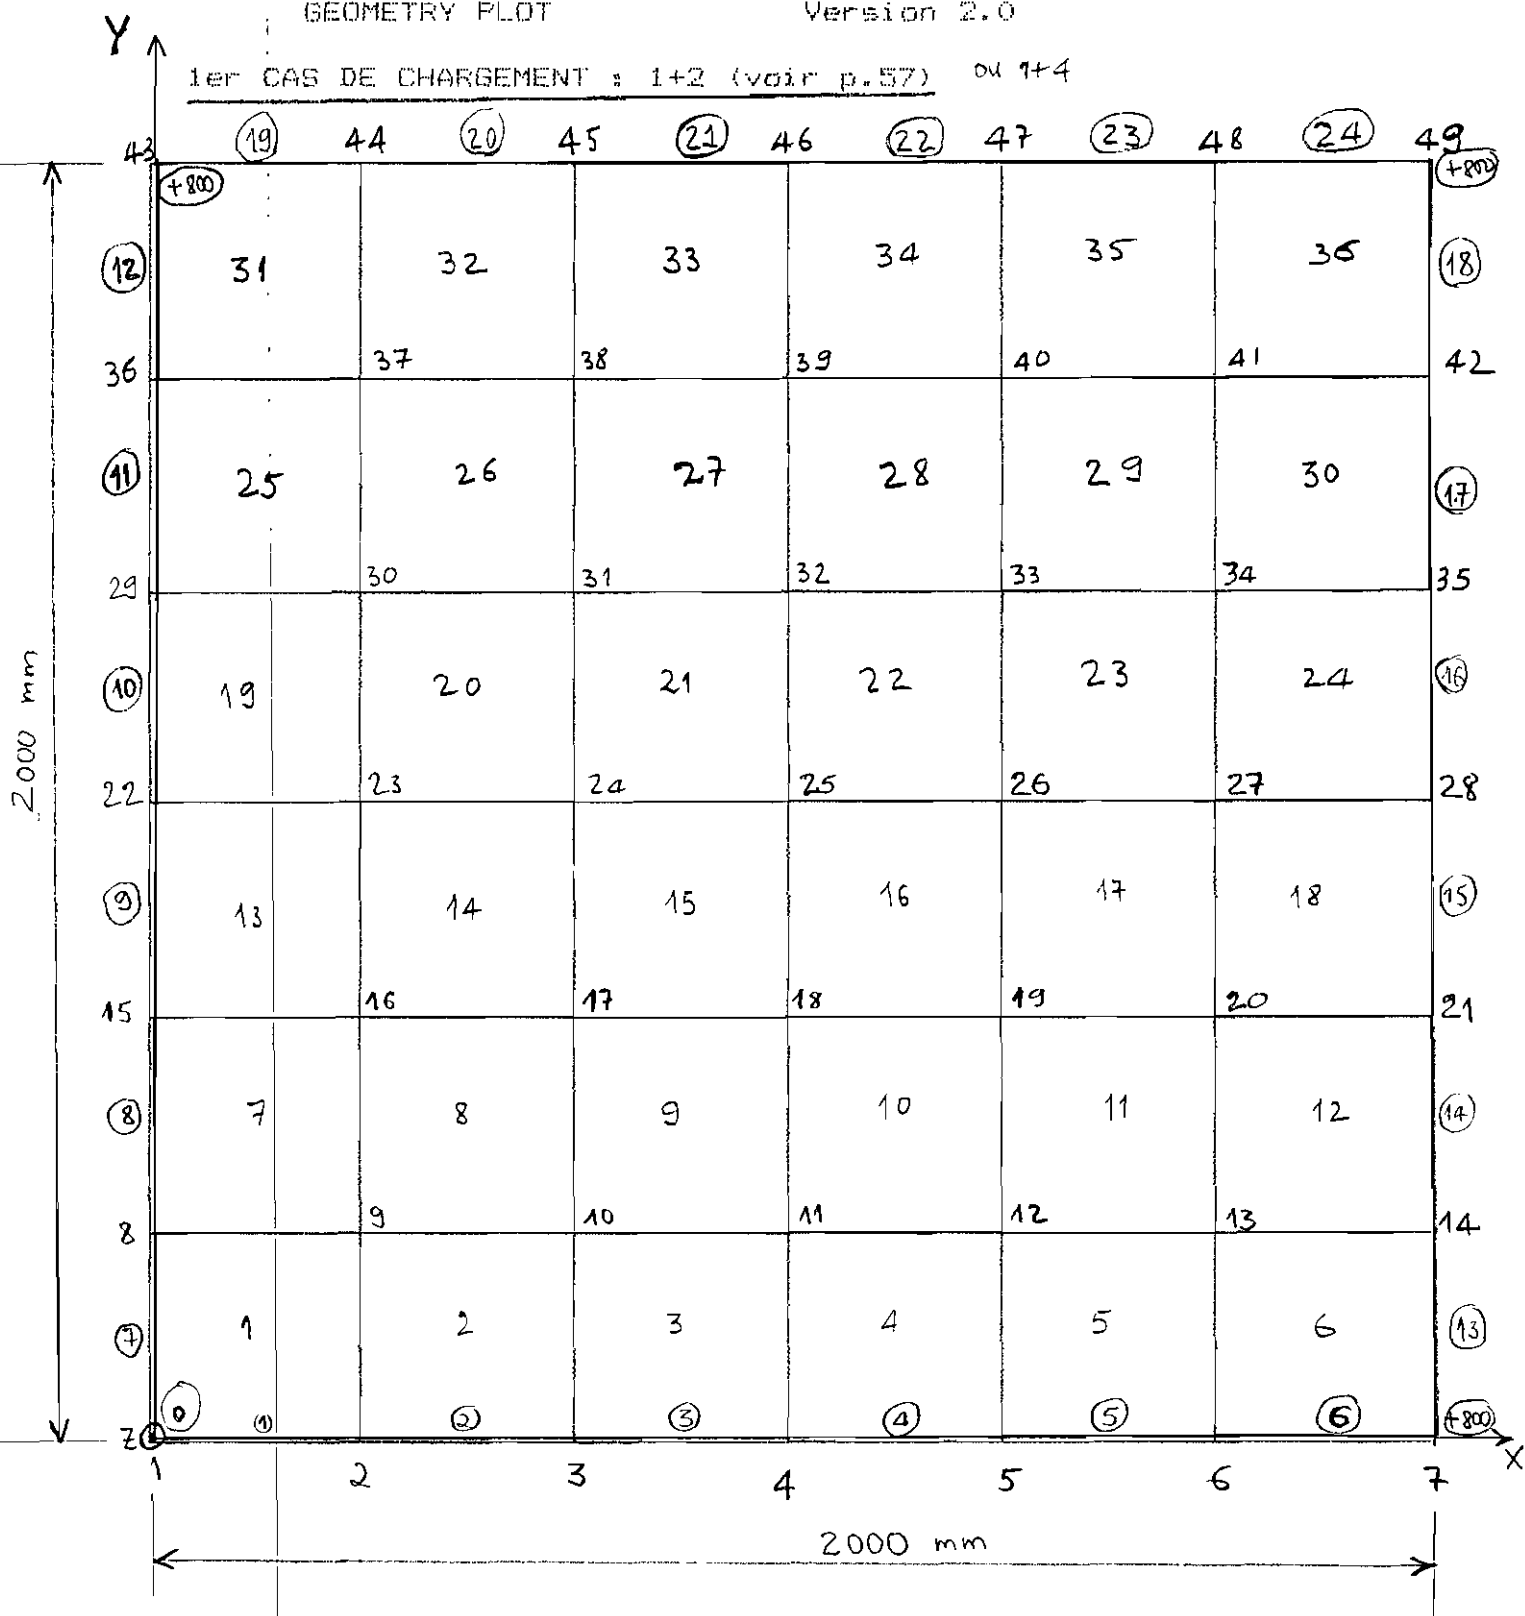 GEOMETRY PLOT Version 2.0
Y
1er CAS DE CHARGEMENT : 1+2 (voir p.57) ou 1+4
43 19 44 20 45 21 46 22 47 23 48 24 49
+800 +800
12 31 32 33 34 35 36 18
36 37 38 39 40 41 42
11 25 26 27 28 29 30 17
29 30 31 32 33 34 35
2000 mm
10 19 20 21 22 23 24 16
22 23 24 25 26 27 28
9 13 14 15 16 17 18 15
15 16 17 18 19 20 21
8 7 8 9 10 11 12 14
8 9 10 11 12 13 14
7 1 2 3 4 5 6 13
0 1 2 3 4 5 6 +800
Z X
1 2 3 4 5 6 7
2000 mm